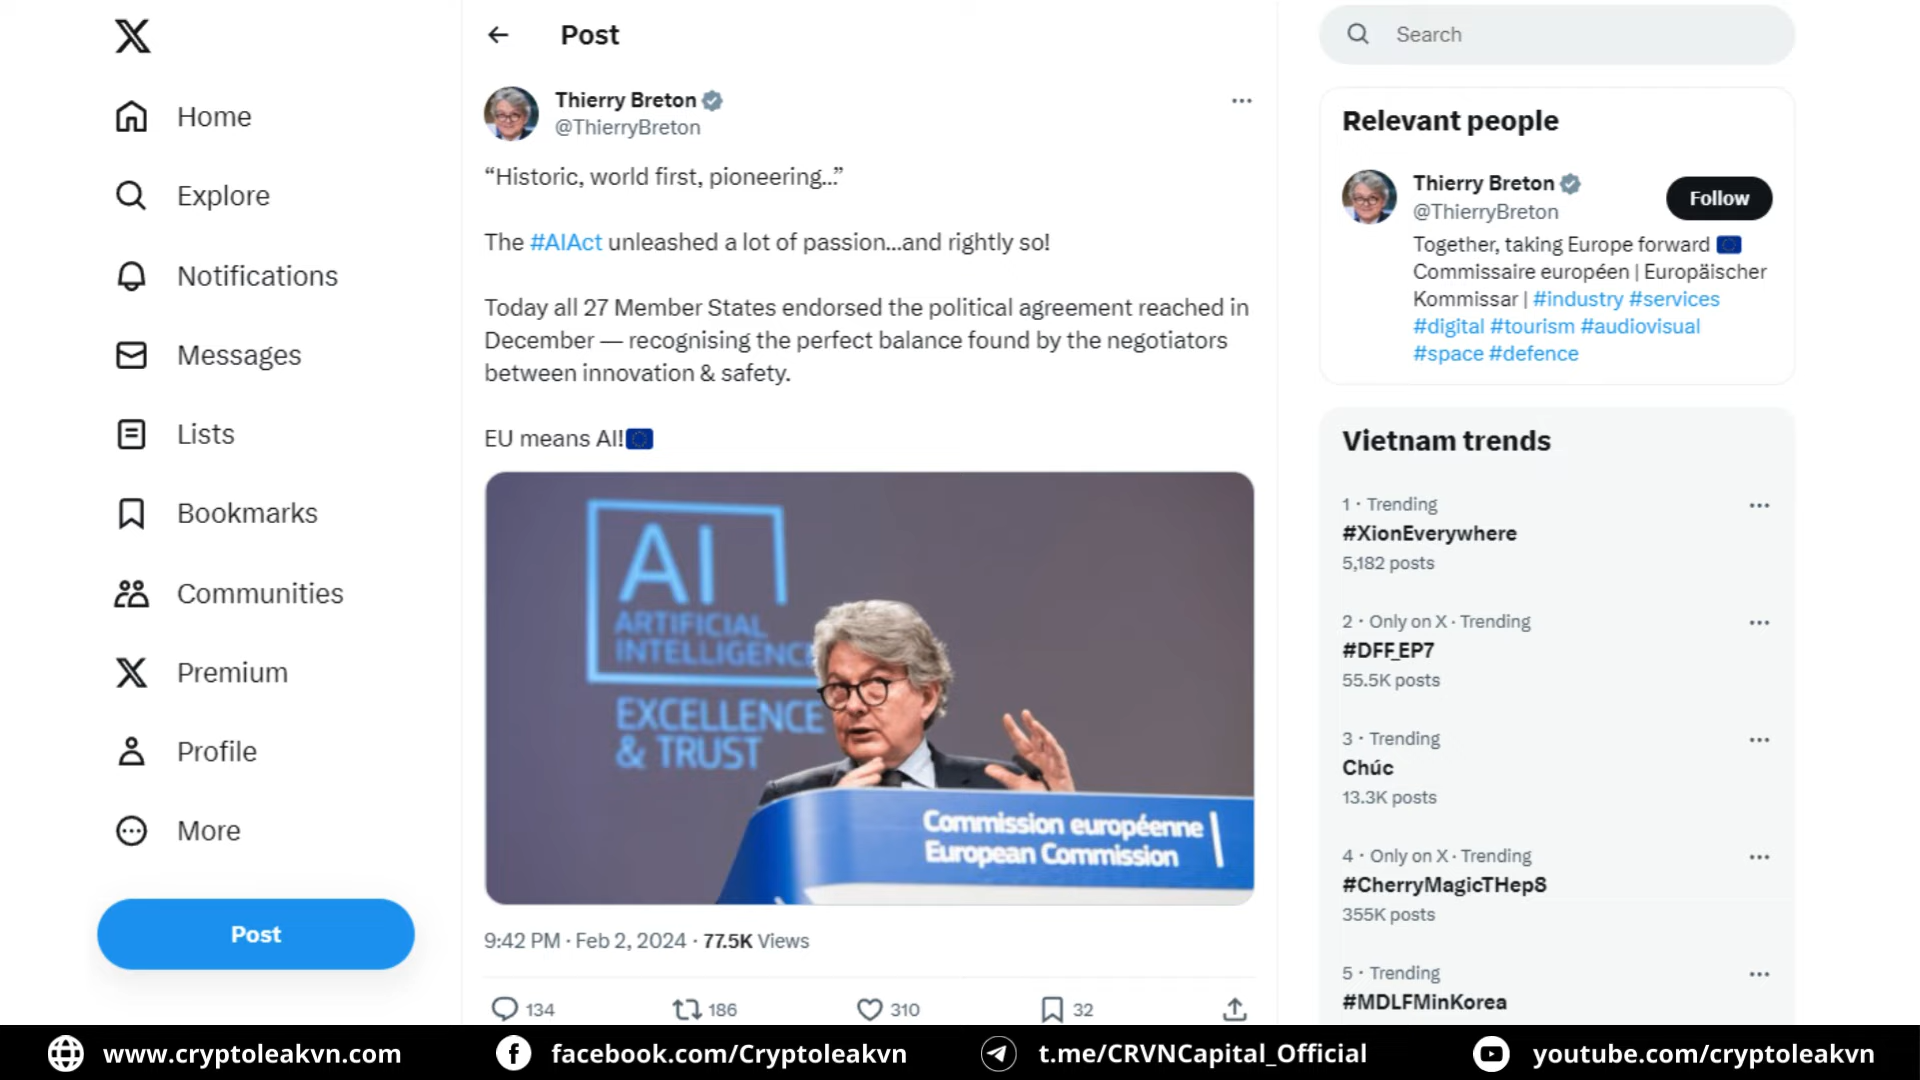 Home
Explore
Notifications
Messages
Lists
Bookmarks
Communities
Premium
Profile
More
Post
Post
Thierry Breton
@ThierryBreton
“Historic, world first, pioneering...”
The #AIAct unleashed a lot of passion...and rightly so!
Today all 27 Member States endorsed the political agreement reached in
December — recognising the perfect balance found by the negotiators
between innovation & safety.
EU means AI!
AI
ARTIFICIAL
INTELLIGENCE
EXCELLENCE
& TRUST
Commission européenne
European Commission
9:42 PM · Feb 2, 2024 · 77.5K Views
134 186 310 32
Search
Relevant people
Thierry Breton
@ThierryBreton
Follow
Together, taking Europe forward
Commissaire européen | Europäischer
Kommissar | #industry #services
#digital #tourism #audiovisual
#space #defence
Vietnam trends
1 · Trending
#XionEverywhere
5,182 posts
2 · Only on X · Trending
#DFF_EP7
55.5K posts
3 · Trending
Chúc
13.3K posts
4 · Only on X · Trending
#CherryMagicTHep8
355K posts
5 · Trending
#MDLFMinKorea
www.cryptoleakvn.com
facebook.com/Cryptoleakvn
t.me/CRVNCapital_Official
youtube.com/cryptoleakvn